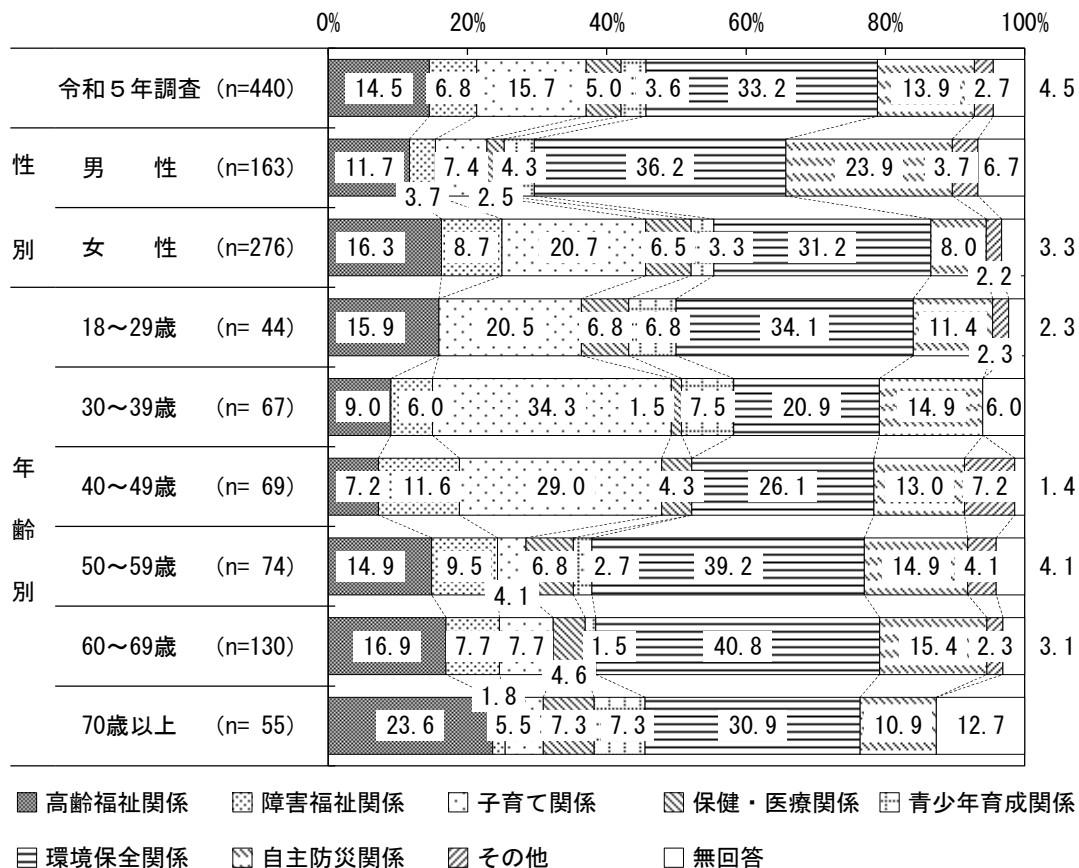 0% 20% 40% 60% 80% 100%
令和５年調査 (n=440) 14.5 6.8 15.7 5.0 3.6 33.2 13.9 2.7 4.5
性別
男　性 (n=163) 11.7 3.7 7.4 2.5 4.3 36.2 23.9 3.7 6.7
女　性 (n=276) 16.3 8.7 20.7 6.5 3.3 31.2 8.0 2.2 3.3
年齢別
18～29歳 (n= 44) 15.9 20.5 6.8 6.8 34.1 11.4 2.3 2.3
30～39歳 (n= 67) 9.0 6.0 34.3 1.5 7.5 20.9 14.9 6.0
40～49歳 (n= 69) 7.2 11.6 29.0 4.3 26.1 13.0 7.2 1.4
50～59歳 (n= 74) 14.9 9.5 4.1 6.8 2.7 39.2 14.9 4.1 4.1
60～69歳 (n=130) 16.9 7.7 7.7 4.6 1.5 40.8 15.4 2.3 3.1
70歳以上 (n= 55) 23.6 1.8 5.5 7.3 7.3 30.9 10.9 12.7
高齢福祉関係 障害福祉関係 子育て関係 保健・医療関係 青少年育成関係
環境保全関係 自主防災関係 その他 無回答